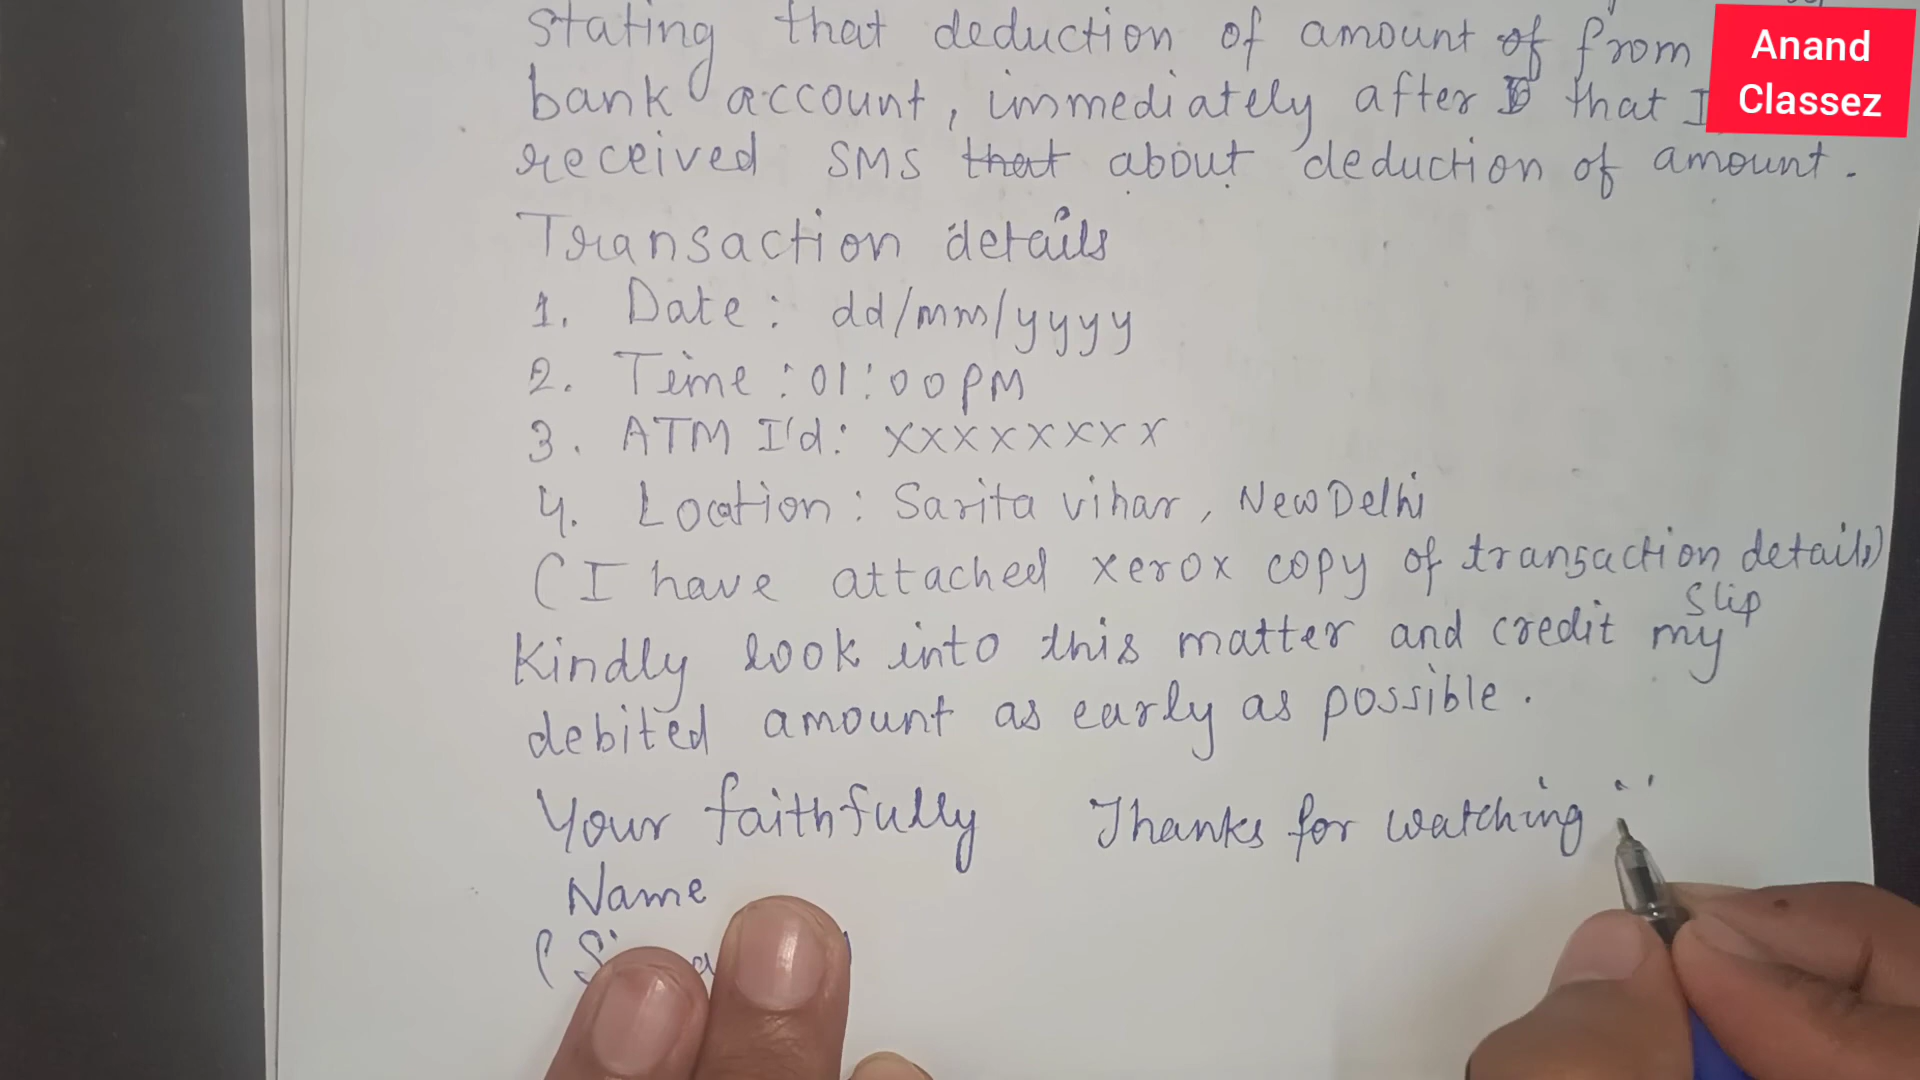 stating that deduction of amount of from
bank account, immediately after that I
received SMS that about deduction of amount.
Transaction details
1. Date: dd/mm/yyyy
2. Time: 01:00 PM
3. ATM I'd: XXXXXXXX
4. Location: Sarita vihar, New Delhi
(I have attached xerox copy of transaction details)
slip
Kindly look into this matter and credit my
debited amount as early as possible.
Your faithfully
Thanks for watching
Name
Anand
Classez